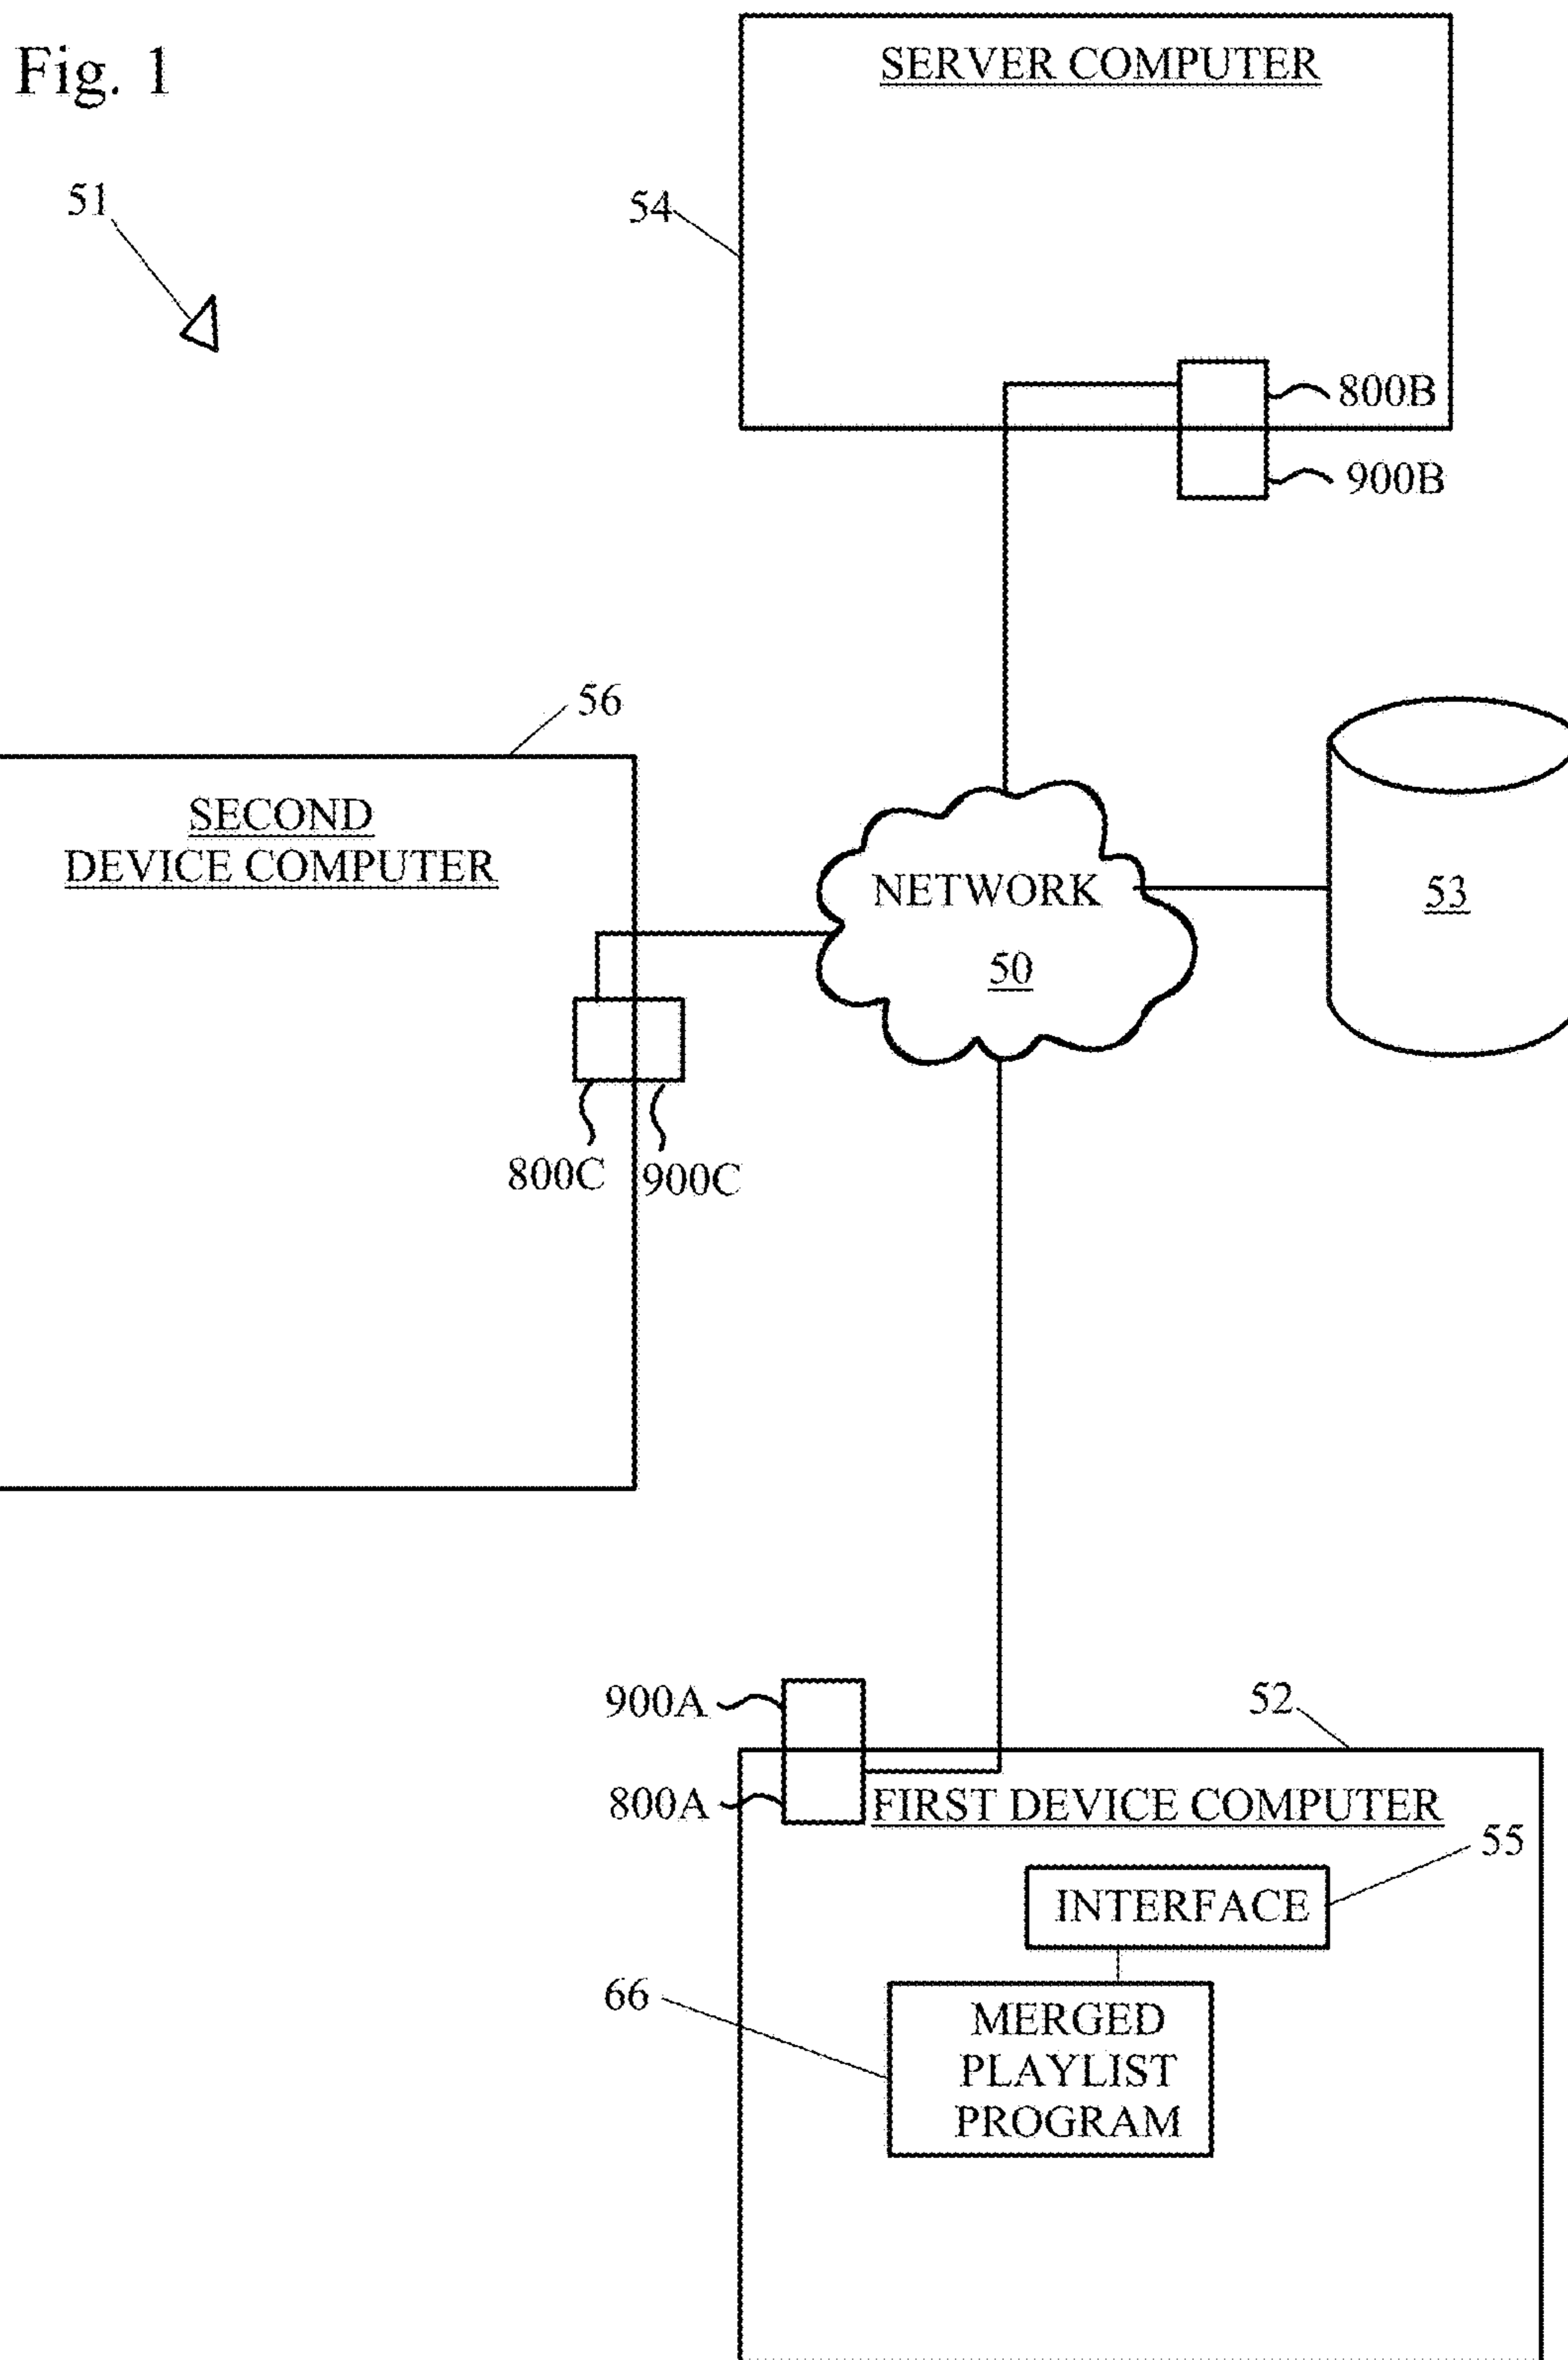 Fig. 1
51
SERVER COMPUTER
54
800B
900B
56
SECOND
DEVICE COMPUTER
NETWORK
50
53
800C
900C
900A
52
800A
FIRST DEVICE COMPUTER
55
INTERFACE
66
MERGED
PLAYLIST
PROGRAM